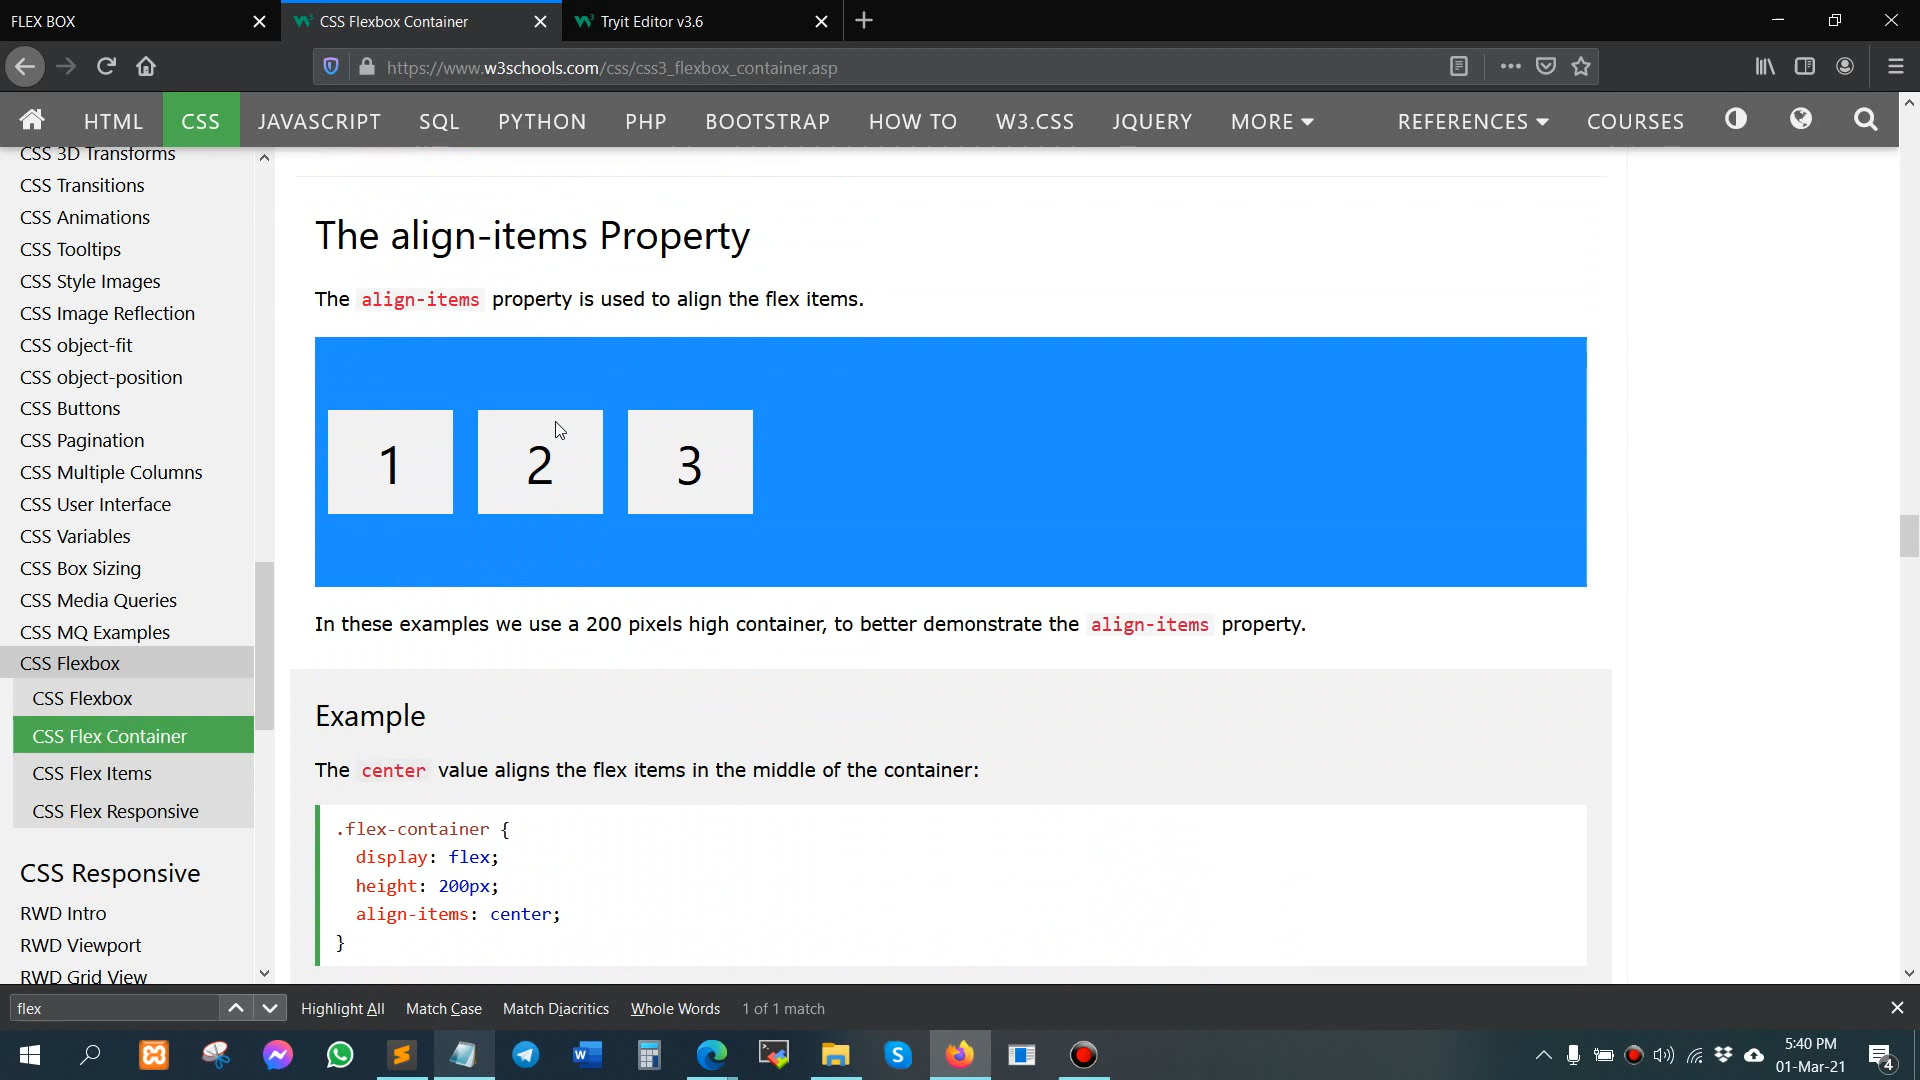 FLEX BOX
CSS Flexbox Container
Tryit Editor v3.6
https://www.w3schools.com/css/css3_flexbox_container.asp
HTML CSS JAVASCRIPT SQL PYTHON PHP BOOTSTRAP HOW TO W3.CSS JQUERY MORE REFERENCES COURSES
CSS 3D Transforms
CSS Transitions
CSS Animations
CSS Tooltips
CSS Style Images
CSS Image Reflection
CSS object-fit
CSS object-position
CSS Buttons
CSS Pagination
CSS Multiple Columns
CSS User Interface
CSS Variables
CSS Box Sizing
CSS Media Queries
CSS MQ Examples
CSS Flexbox
CSS Flexbox
CSS Flex Container
CSS Flex Items
CSS Flex Responsive
CSS Responsive
RWD Intro
RWD Viewport
RWD Grid View
The align-items Property
The align-items property is used to align the flex items.
1 2 3
In these examples we use a 200 pixels high container, to better demonstrate the align-items property.
Example
The center value aligns the flex items in the middle of the container:
.flex-container {
display: flex;
height: 200px;
align-items: center;
}
flex Highlight All Match Case Match Diacritics Whole Words 1 of 1 match
5:40 PM
01-Mar-21
4